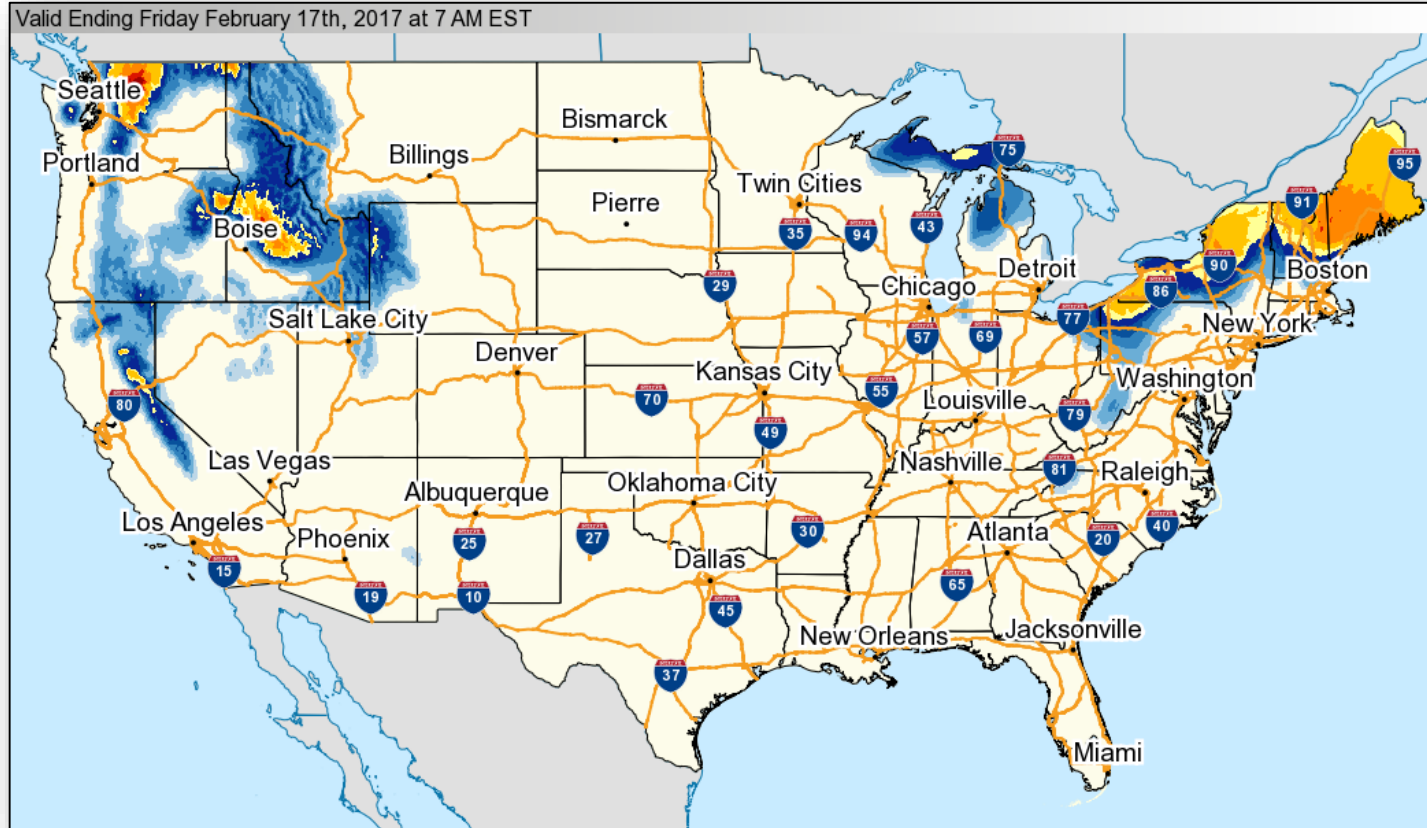 Valid Ending Friday February 17th, 2017 at 7 AM EST
Seattle
Portland
Boise
Billings
Bismarck
Pierre
Twin Cities
75
95
91
35
94
43
90
Boston
Detroit
86
Chicago
29
77
New York
57
69
Salt Lake City
Denver
Kansas City
Washington
80
70
55
Louisville
79
49
Las Vegas
Nashville
81
Raleigh
Albuquerque
Oklahoma City
Los Angeles
Phoenix
25
27
30
Atlanta
20
40
15
Dallas
19
10
45
65
New Orleans
Jacksonville
37
Miami